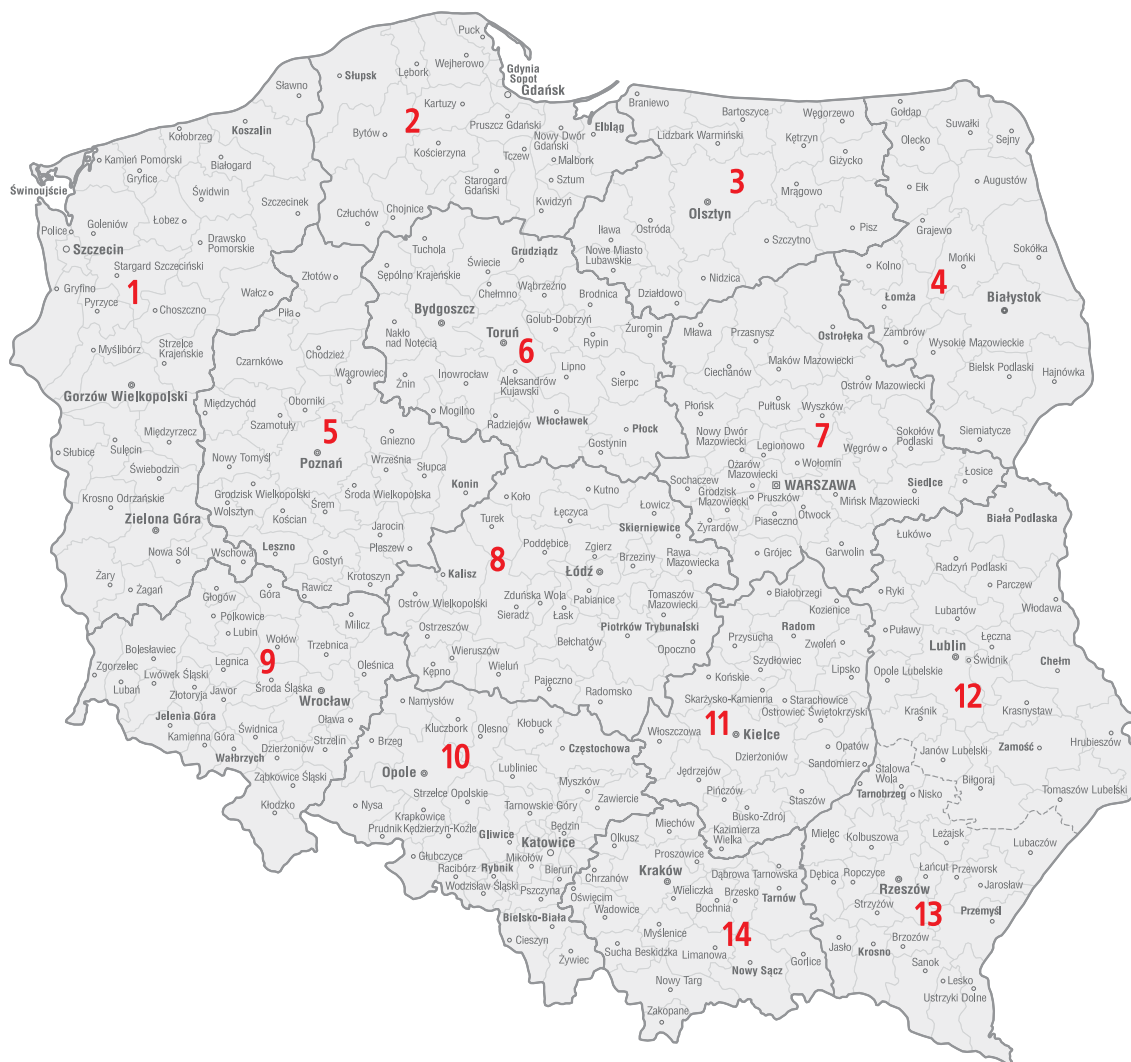 Puck
Wejherowo
Lębork
Słupsk
Gdynia
Sopot
Gdańsk
Sławno
Kartuzy
2
Koszalin
Kołobrzeg
Bytów
Pruszcz Gdański
Kościerzyna
Nowy Dwór
Gdański
Elbląg
Tczew
Malbork
Starogard
Gdański
Sztum
Kwidzyń
Człuchów
Chojnice
Białogard
Kamień Pomorski
Gryfice
Świnoujście
Świdwin
Szczecinek
Łobez
Goleniów
Police
Szczecin
Drawsko
Pomorskie
Stargard Szczeciński
1
Gryfino
Pyrzyce
Choszczno
Wałcz
Myślibórz
Strzelce
Krajeńskie
Gorzów Wielkopolski
Międzyrzecz
Słubice
Sulęcin
Świebodzin
Krosno Odrzańskie
Zielona Góra
Nowa Sól
Wschowa
Żary
Żagań
Braniewo
Bartoszyce
Węgorzewo
Lidzbark Warmiński
Kętrzyn
Giżycko
3
Mrągowo
Olsztyn
Ostróda
Iława
Nowe Miasto
Lubawskie
Szczytno
Pisz
Nidzica
Działdowo
Gołdap
Suwałki
Sejny
Olecko
Ełk
Augustów
Grajewo
Sokółka
Mońki
Kolno
4
Białystok
Łomża
Zambrów
Wysokie Mazowieckie
Bielsk Podlaski
Hajnówka
Siemiatycze
Złotów
Piła
Chodzież
Czarnków
Wągrowiec
Międzychód
Oborniki
Szamotuły
5
Gniezno
Poznań
Nowy Tomyśl
Września
Słupca
Konin
Grodzisk Wielkopolski
Środa Wielkopolska
Wolsztyn
Śrem
Kościan
Jarocin
Leszno
Gostyń
Pleszew
Krotoszyn
Rawicz
Tuchola
Sępólno Krajeńskie
Świecie
Grudziądz
Chełmno
Wąbrzeźno
Brodnica
Bydgoszcz
Golub-Dobrzyń
Toruń
Nakło
nad Notecią
6
Rypin
Żuromin
Lipno
Inowrocław
Aleksandrów
Kujawski
Sierpc
Żnin
Mogilno
Radziejów
Włocławek
Płock
Gostynin
Mława
Przasnysz
Ostrołęka
Maków Mazowiecki
Ciechanów
Ostrów Mazowiecki
Płońsk
Pułtusk
Wyszków
7
Nowy Dwór
Mazowiecki
Legionowo
Węgrów
Sokołów
Podlaski
Wołomin
Ożarów
Mazowiecki
Sochaczew
WARSZAWA
Siedlce
Łosice
Grodzisk
Mazowiecki
Pruszków
Mińsk Mazowiecki
Otwock
Piaseczno
Żyrardów
Grójec
Garwolin
Kutno
Koło
Łowicz
Łęczyca
Turek
Skierniewice
8
Poddębice
Zgierz
Brzeziny
Rawa
Mazowiecka
Kalisz
Łódź
Zduńska Wola
Pabianice
Tomaszów
Mazowiecki
Ostrów Wielkopolski
Sieradz
Łask
Ostrzeszów
Piotrków Trybunalski
Bełchatów
Opoczno
Wieruszów
Kępno
Wieluń
Pajęczno
Radomsko
Góra
Głogów
Polkowice
Milicz
Lubin
Wołów
Trzebnica
Bolesławiec
Zgorzelec
Legnica
9
Oleśnica
Lwówek Śląski
Lubań
Złotoryja
Jawor
Środa Śląska
Wrocław
Jelenia Góra
Świdnica
Oława
Kamienna Góra
Strzelin
Wałbrzych
Dzierżoniów
Ząbkowice Śląski
Kłodzko
Namysłów
Kluczbork
Olesno
Kłobuck
Brzeg
10
Częstochowa
Opole
Lubliniec
Myszków
Strzelce Opolskie
Nysa
Tarnowskie Góry
Zawiercie
Krapkowice
Prudnik
Kędzierzyn-Koźle
Gliwice
Będzin
Katowice
Głubczyce
Mikołów
Racibórz
Rybnik
Bieruń
Wodzisław Śląski
Pszczyna
Bielsko-Biała
Cieszyn
Żywiec
Białobrzegi
Kozienice
Radom
Przysucha
Zwoleń
Szydłowiec
Końskie
Lipsko
Skarżysko-Kamienna
Starachowice
11
Ostrowiec Świętokrzyski
Włoszczowa
Kielce
Opatów
Dzierżoniów
Sandomierz
Jędrzejów
Pińczów
Staszów
Busko-Zdrój
Kazimierza
Wielka
Biała Podlaska
Łuków
Radzyń Podlaski
Ryki
Parczew
Włodawa
Lubartów
Puławy
Łęczna
Lublin
Świdnik
Chełm
Opole Lubelskie
12
Kraśnik
Krasnystaw
Hrubieszów
Janów Lubelski
Zamość
Biłgoraj
Tomaszów Lubelski
Stalowa
Wola
Tarnobrzeg
Nisko
Mielec
Kolbuszowa
Leżajsk
Lubaczów
Dębica
Ropczyce
Łańcut
Przeworsk
Rzeszów
Jarosław
Strzyżów
13
Przemyśl
Jasło
Krosno
Brzozów
Sanok
Lesko
Ustrzyki Dolne
Miechów
Olkusz
Proszowice
Chrzanów
Kraków
Dąbrowa Tarnowska
Oswięcim
Wieliczka
Brzesko
Tarnów
Wadowice
Bochnia
Myślenice
14
Sucha Beskidzka
Limanowa
Gorlice
Nowy Sącz
Nowy Targ
Zakopane